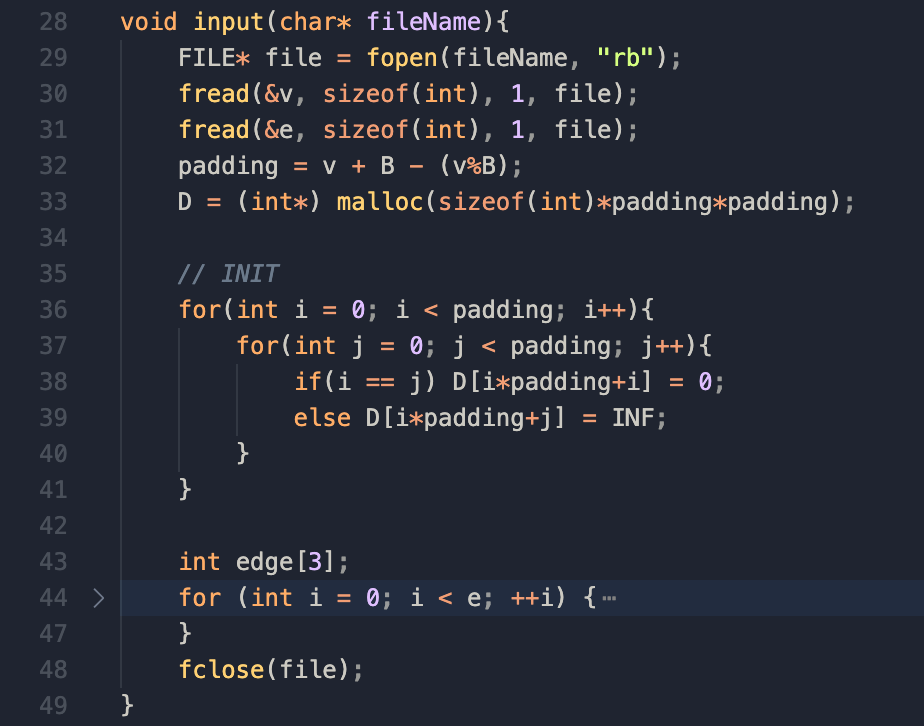 28 void input(char* fileName){
29 FILE* file = fopen(fileName, "rb");
30 fread(&v, sizeof(int), 1, file);
31 fread(&e, sizeof(int), 1, file);
32 padding = v + B - (v%B);
33 D = (int*) malloc(sizeof(int)*padding*padding);
34
35 // INIT
36 for(int i = 0; i < padding; i++){
37 for(int j = 0; j < padding; j++){
38 if(i == j) D[i*padding+i] = 0;
39 else D[i*padding+j] = INF;
40 }
41 }
42
43 int edge[3];
44 > for (int i = 0; i < e; ++i) {⋯
47 }
48 fclose(file);
49 }